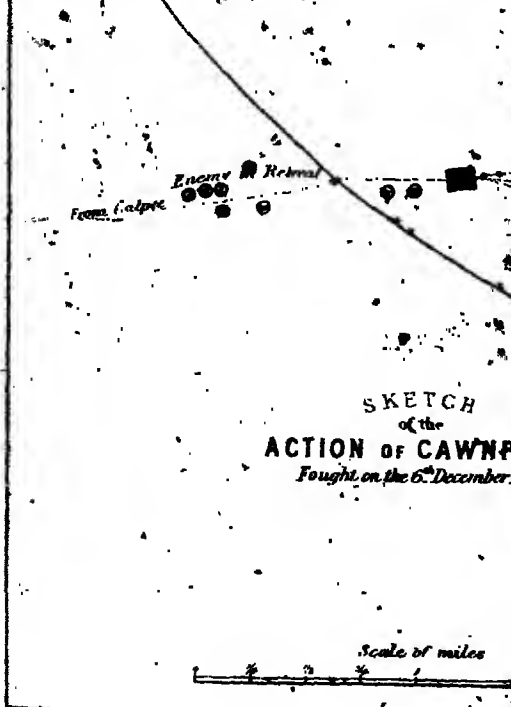 Enemy Retreat
From Calpee
SKETCH
of the
ACTION OF CAWNP
Fought on the 6th December
Scale of miles